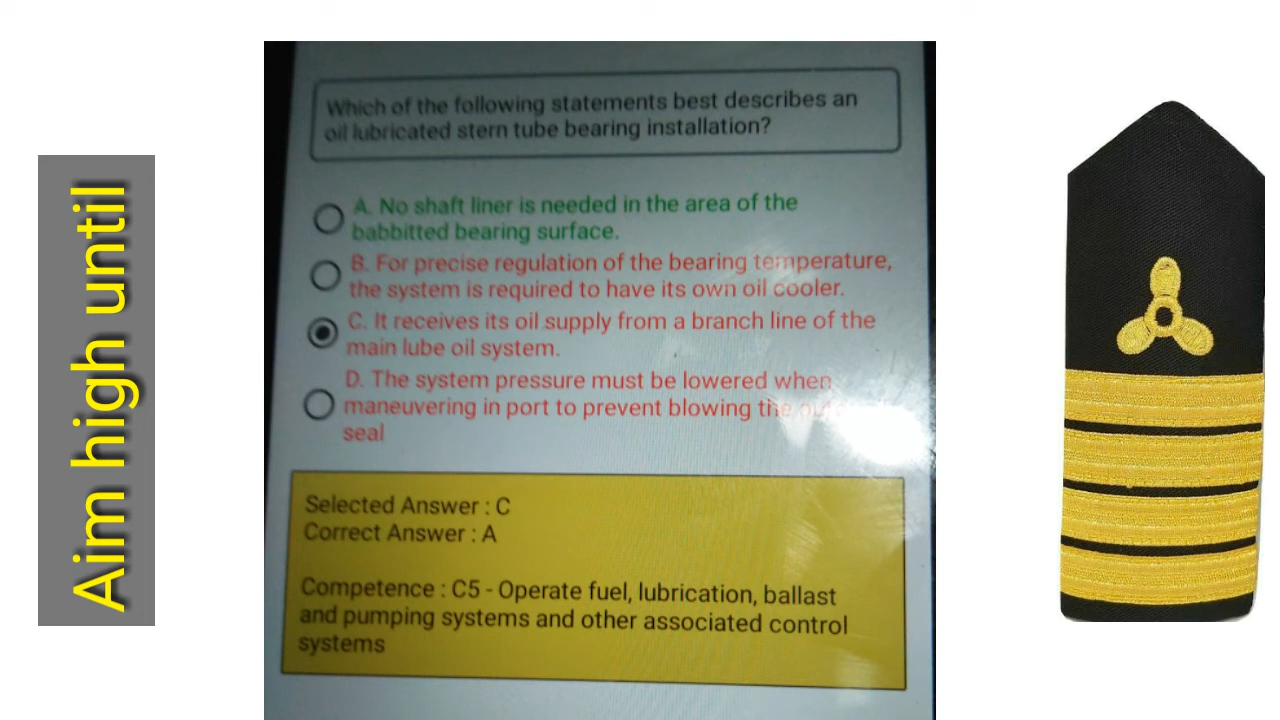 Aim high until
Which of the following statements best describes an
oil lubricated stern tube bearing installation?
A. No shaft liner is needed in the area of the
babbitted bearing surface.
B. For precise regulation of the bearing temperature,
the system is required to have its own oil cooler.
C. It receives its oil supply from a branch line of the
main lube oil system.
D. The system pressure must be lowered when
maneuvering in port to prevent blowing the
seal
Selected Answer : C
Correct Answer : A
Competence : C5 - Operate fuel, lubrication, ballast
and pumping systems and other associated control
systems